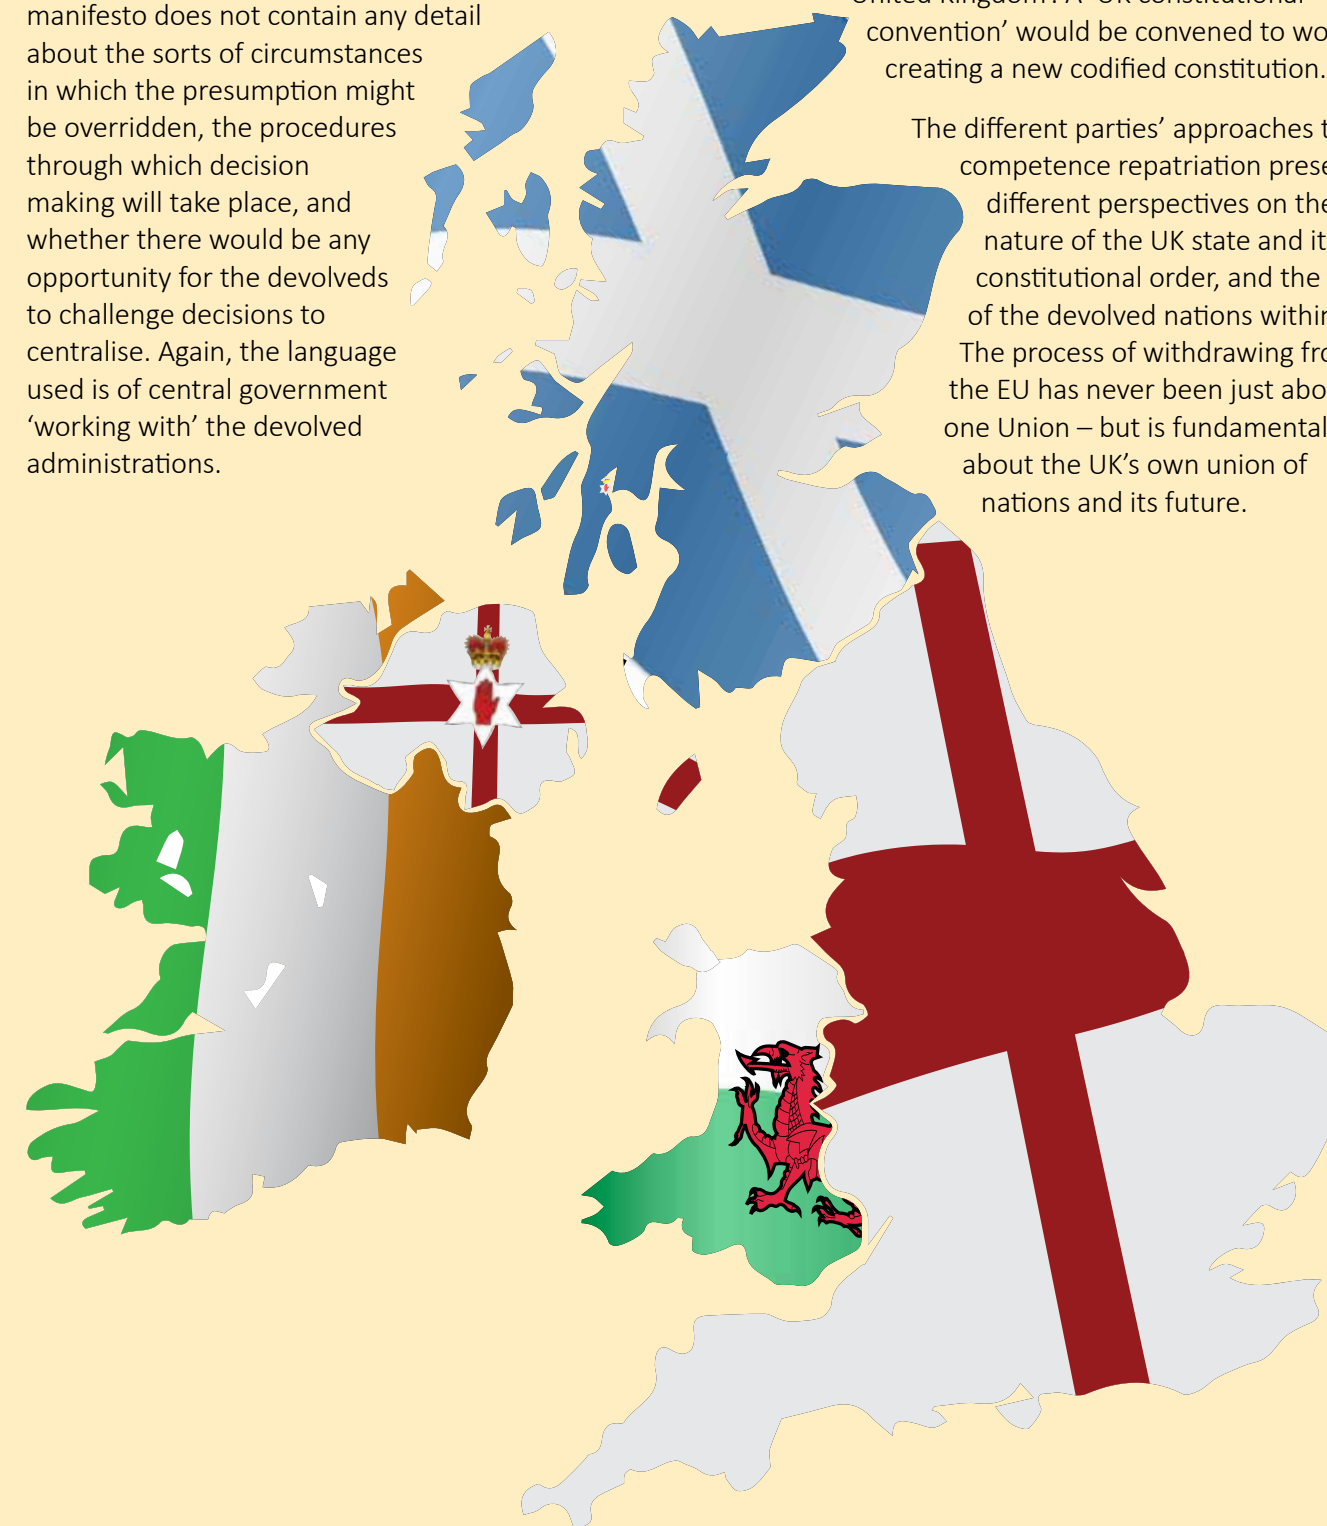 manifesto does not contain any detail
about the sorts of circumstances
in which the presumption might
be overridden, the procedures
through which decision
making will take place, and
whether there would be any
opportunity for the devolveds
to challenge decisions to
centralise. Again, the language
used is of central government
‘working with’ the devolved
administrations.
United Kingdom’. A ‘UK constitutional
convention’ would be convened to wo
creating a new codified constitution.
The different parties’ approaches t
competence repatriation prese
different perspectives on the
nature of the UK state and it
constitutional order, and the
of the devolved nations within
The process of withdrawing fro
the EU has never been just abo
one Union – but is fundamental
about the UK’s own union of
nations and its future.